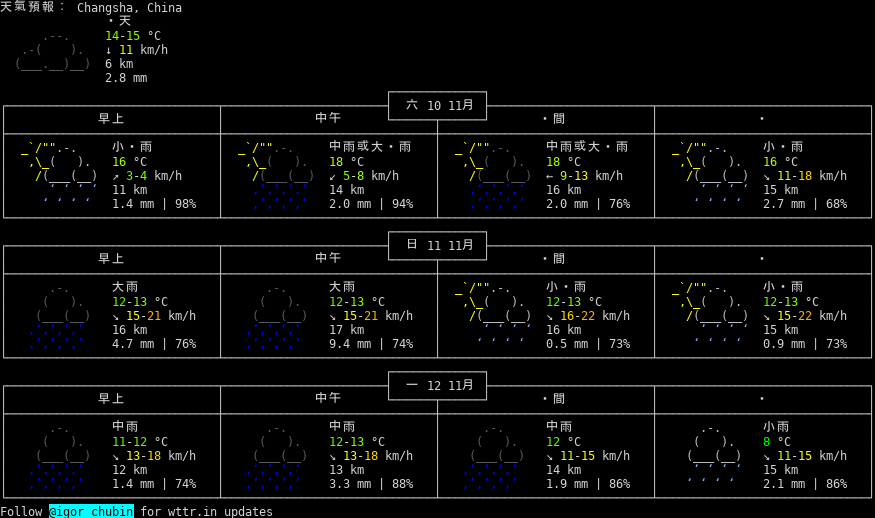 天氣預報： Changsha, China
・天
14-15 °C
↓ 11 km/h
6 km
2.8 mm
六 10 11月
早上 中午 ・間 ・
小・雨 中雨或大・雨 中雨或大・雨 小・雨
16 °C 18 °C 18 °C 16 °C
↗ 3-4 km/h ↙ 5-8 km/h ← 9-13 km/h ↘ 11-18 km/h
11 km 14 km 16 km 15 km
1.4 mm | 98% 2.0 mm | 94% 2.0 mm | 76% 2.7 mm | 68%
日 11 11月
早上 中午 ・間 ・
大雨 大雨 小・雨 小・雨
12-13 °C 12-13 °C 12-13 °C 12-13 °C
↘ 15-21 km/h ↘ 15-21 km/h ↘ 16-22 km/h ↘ 15-22 km/h
16 km 17 km 16 km 15 km
4.7 mm | 76% 9.4 mm | 74% 0.5 mm | 73% 0.9 mm | 73%
一 12 11月
早上 中午 ・間 ・
中雨 中雨 中雨 小雨
11-12 °C 12-13 °C 12 °C 8 °C
↘ 13-18 km/h ↘ 13-18 km/h ↘ 11-15 km/h ↘ 11-15 km/h
12 km 13 km 14 km 15 km
1.4 mm | 74% 3.3 mm | 88% 1.9 mm | 86% 2.1 mm | 86%
Follow @igor_chubin for wttr.in updates